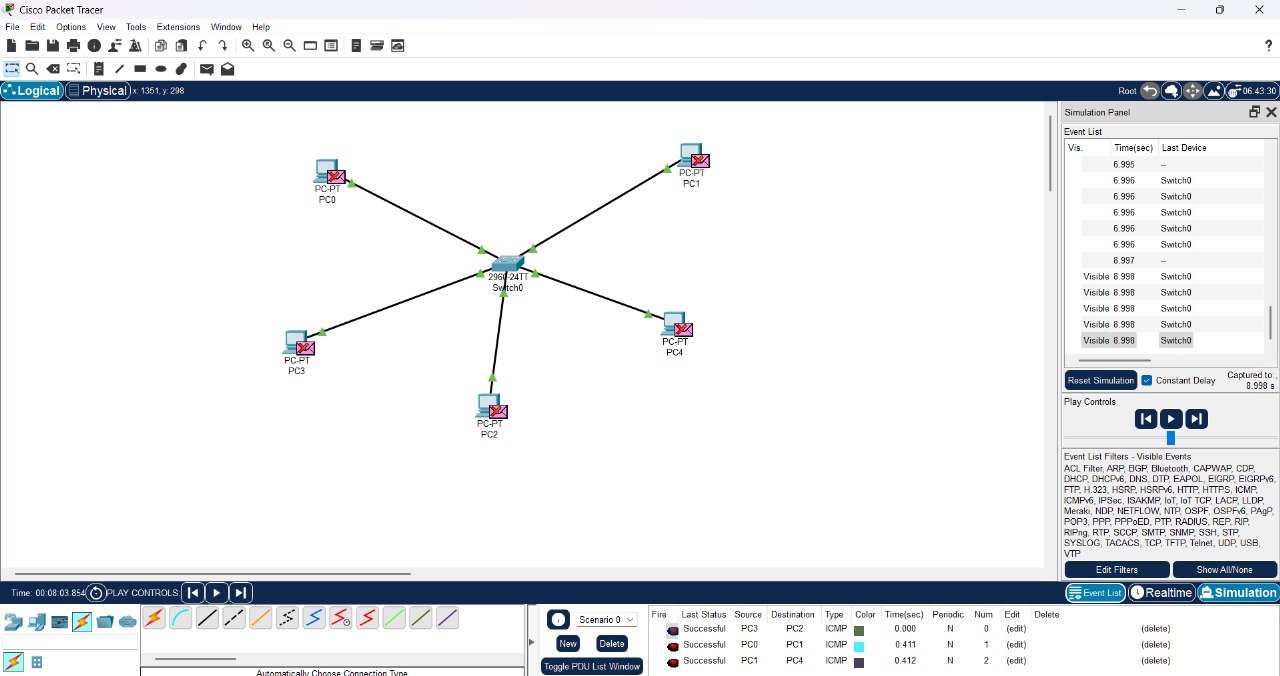 Cisco Packet Tracer
File Edit Options View Tools Extensions Window Help
?
Logical Physical x: 1351, y: 298 Root 06:43:30
Simulation Panel
Event List
Vis. Time(sec) Last Device
6.995 --
6.996 Switch0
6.996 Switch0
6.996 Switch0
6.996 Switch0
6.996 Switch0
8.997 --
Visible 8.998 Switch0
Visible 8.998 Switch0
Visible 8.998 Switch0
Visible 8.998 Switch0
Visible 8.998 Switch0
Reset Simulation Constant Delay Captured to:
8.998 s
Play Controls
Event List Filters - Visible Events
ACL Filter, ARP, BGP, Bluetooth, CAPWAP, CDP,
DHCP, DHCPv6, DNS, DTP, EAPOL, EIGRP, EIGRPv6,
FTP, H.323, HSRP, HSRPv6, HTTP, HTTPS, ICMP,
ICMPv6, IPSec, ISAKMP, IoT, IoT TCP, LACP, LLDP,
Meraki, NDP, NETFLOW, NTP, OSPF, OSPFv6, PAgP,
POP3, PPP, PPPoED, PTP, RADIUS, REP, RIP,
RIPng, RTP, SCCP, SMTP, SNMP, SSH, STP,
SYSLOG, TACACS, TCP, TFTP, Telnet, UDP, USB,
VTP
Edit Filters Show All/None
PC-PT
PC0
PC-PT
PC1
2960-24TT
Switch0
PC-PT
PC3
PC-PT
PC4
PC-PT
PC2
Time: 00:08:03.854 PLAY CONTROLS: Event List Realtime Simulation
Automatically Choose Connection Type
Scenario 0
New Delete
Toggle PDU List Window
Fire Last Status Source Destination Type Color Time(sec) Periodic Num Edit Delete
Successful PC3 PC2 ICMP 0.000 N 0 (edit) (delete)
Successful PC0 PC1 ICMP 0.411 N 1 (edit) (delete)
Successful PC1 PC4 ICMP 0.412 N 2 (edit) (delete)